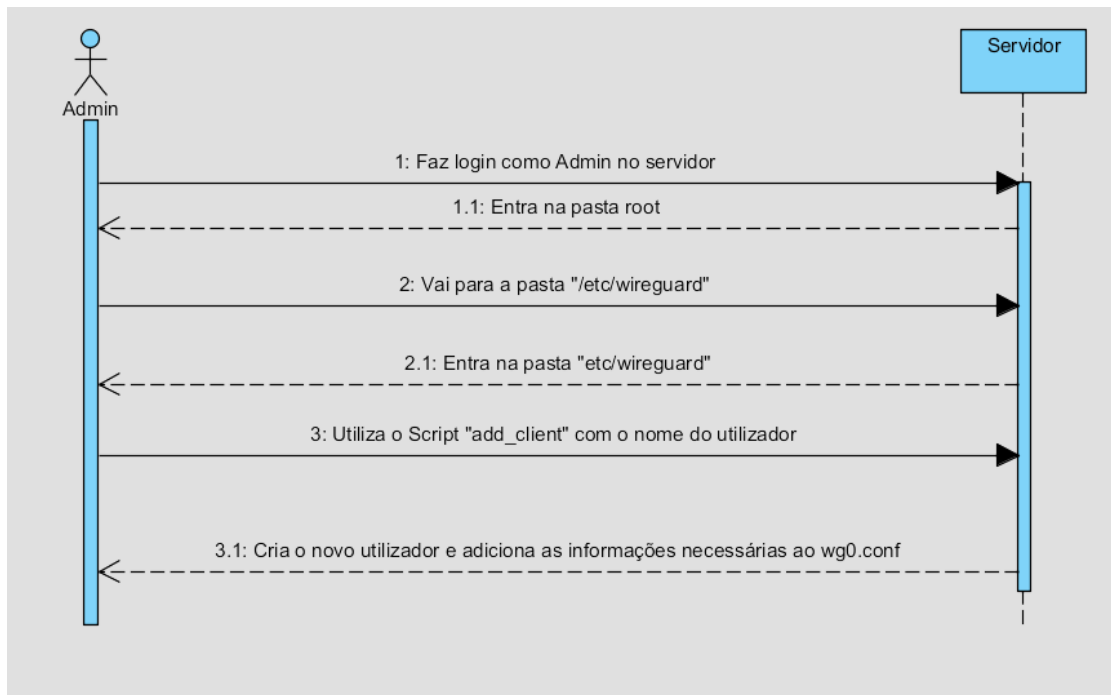 Servidor
Admin
1: Faz login como Admin no servidor
1.1: Entra na pasta root
2: Vai para a pasta "/etc/wireguard"
2.1: Entra na pasta "etc/wireguard"
3: Utiliza o Script "add_client" com o nome do utilizador
3.1: Cria o novo utilizador e adiciona as informações necessárias ao wg0.conf